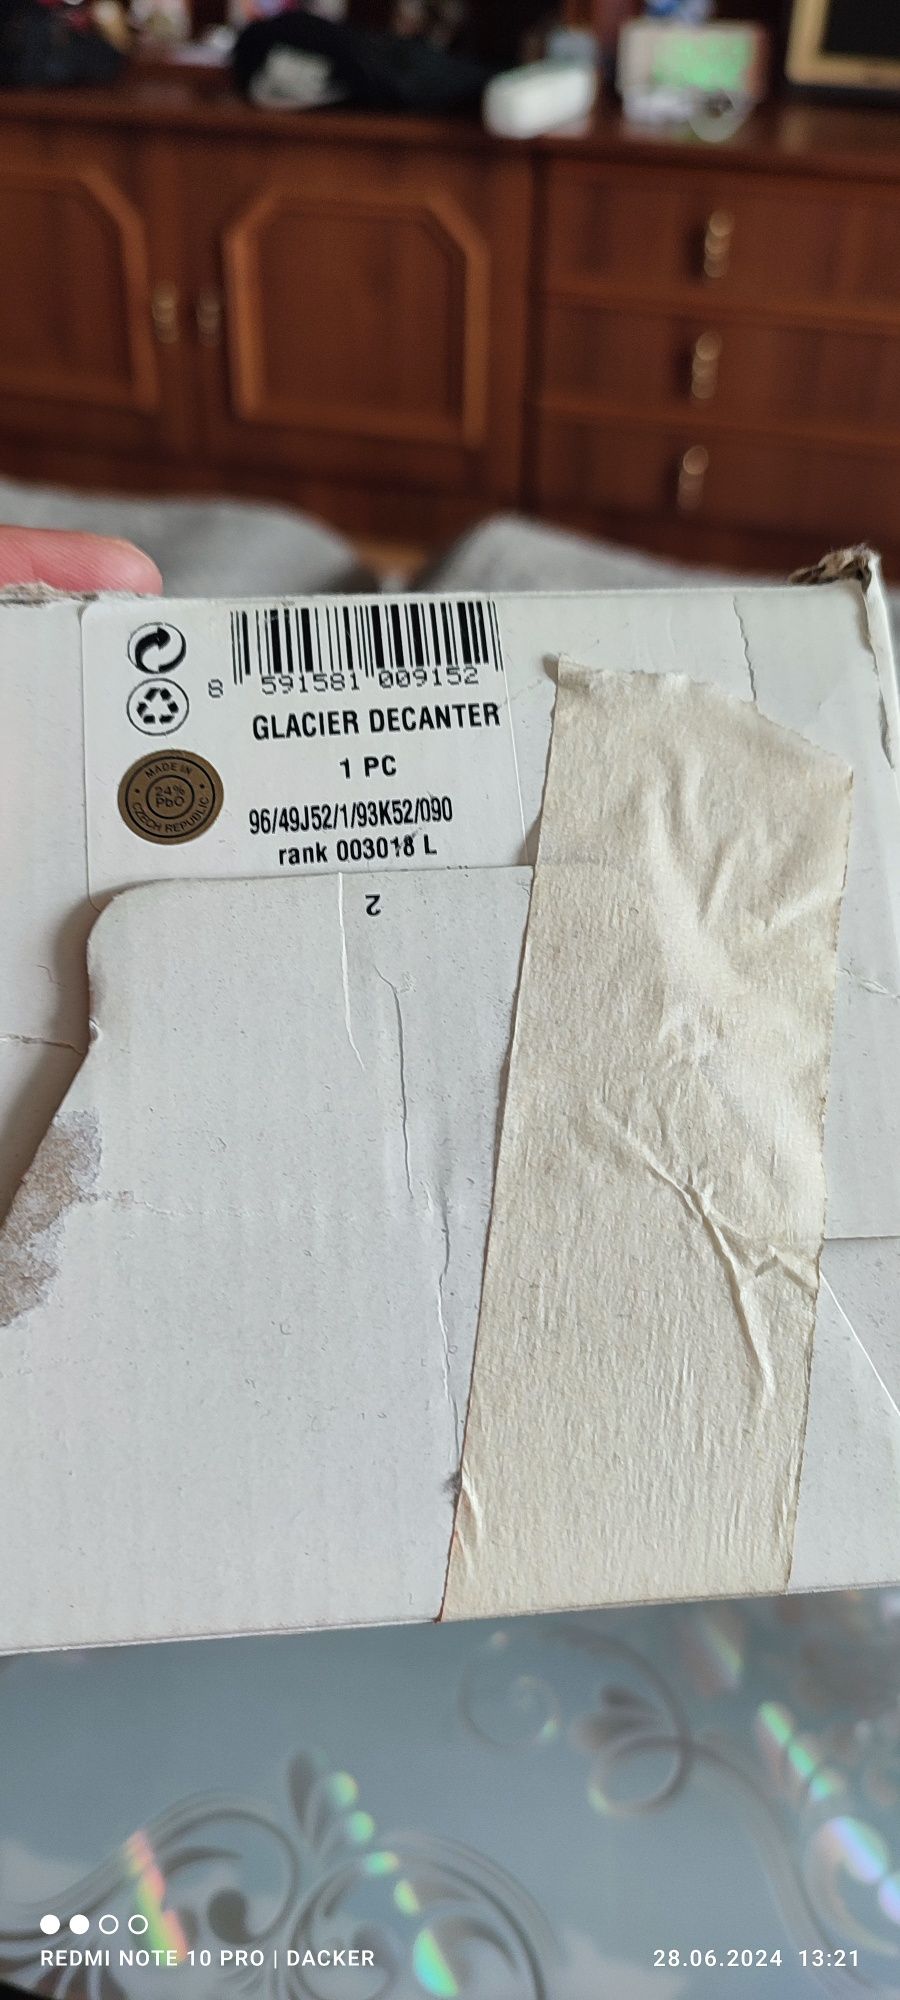 8 591581 009152
GLACIER DECANTER
1 PC
MADE IN
24%
PbO
CZECH REPUBLIC
96/49J52/1/93K52/090
rank 003018 L
2
REDMI NOTE 10 PRO | DACKER
28.06.2024 13:21